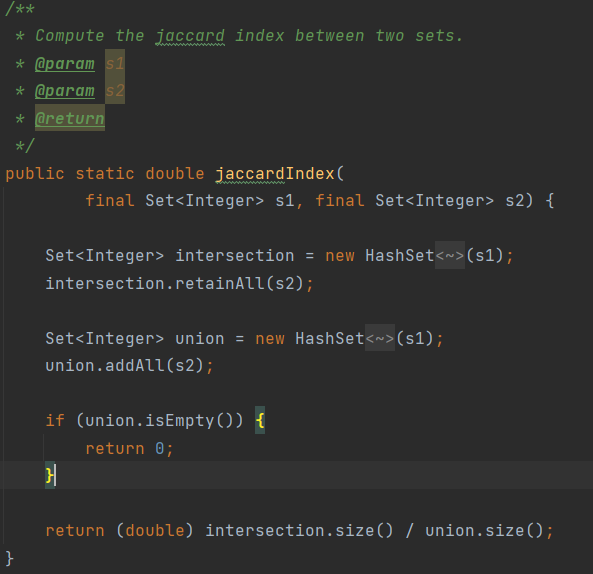 /**
 * Compute the jaccard index between two sets.
 * @param s1
 * @param s2
 * @return
 */
public static double jaccardIndex(
        final Set<Integer> s1, final Set<Integer> s2) {

    Set<Integer> intersection = new HashSet<~>(s1);
    intersection.retainAll(s2);

    Set<Integer> union = new HashSet<~>(s1);
    union.addAll(s2);

    if (union.isEmpty()) {
        return 0;
    }

    return (double) intersection.size() / union.size();
}